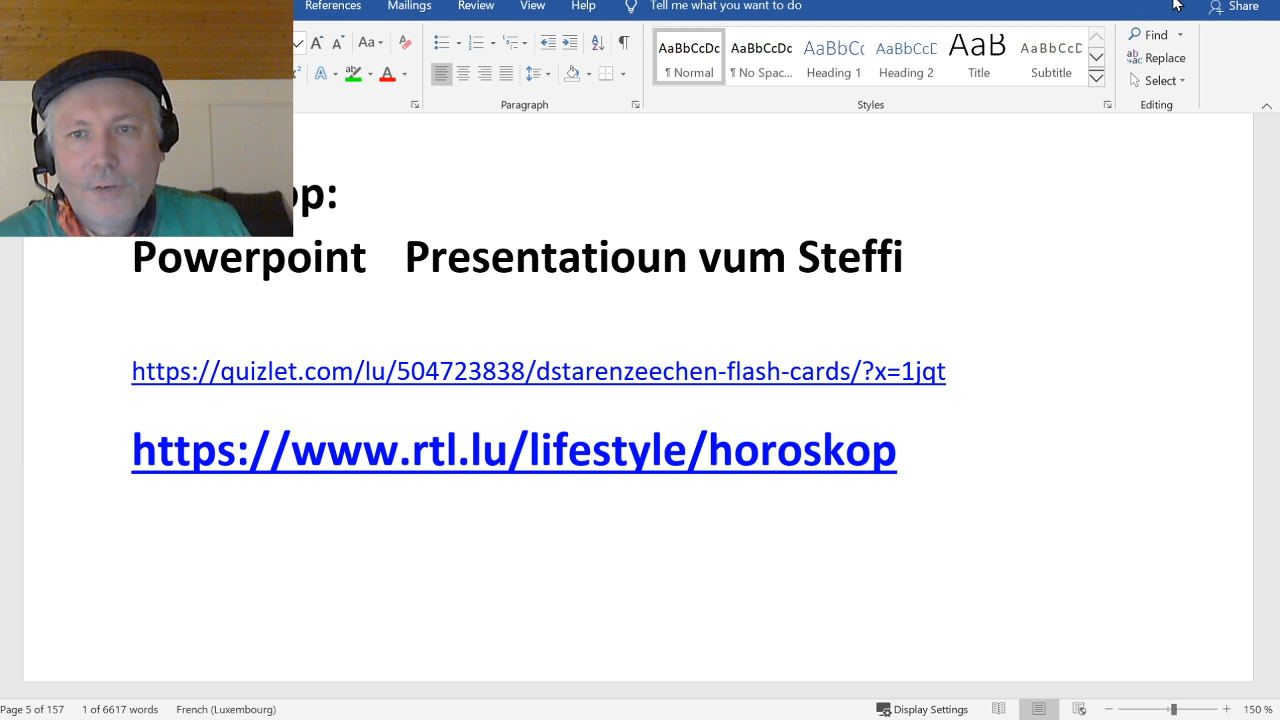 References Mailings Review View Help Tell me what you want to do Share
Aa AaBbCcDc AaBbCcDc AaBbCc AaBbCcD AaB AaBbCcD Find
Replace
¶ Norma ¶ No Spac... Heading 1 Heading 2 Title Subtitle Select
Paragraph Styles Editing
op:
Powerpoint Presentatioun vum Steffi
https://quizlet.com/lu/504723838/dstarenzeechen-flash-cards/?x=1jqt
https://www.rtl.lu/lifestyle/horoskop
Page 5 of 157 1 of 6617 words French (Luxembourg) Display Settings 150 %